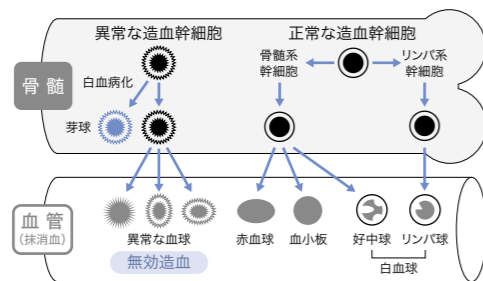 異常な造血幹細胞
正常な造血幹細胞
骨髄
白血病化
骨髄系
幹細胞
リンパ系
幹細胞
芽球
血管
(抹消血)
異常な血球
無効造血
赤血球
血小板
好中球
リンパ球
白血球